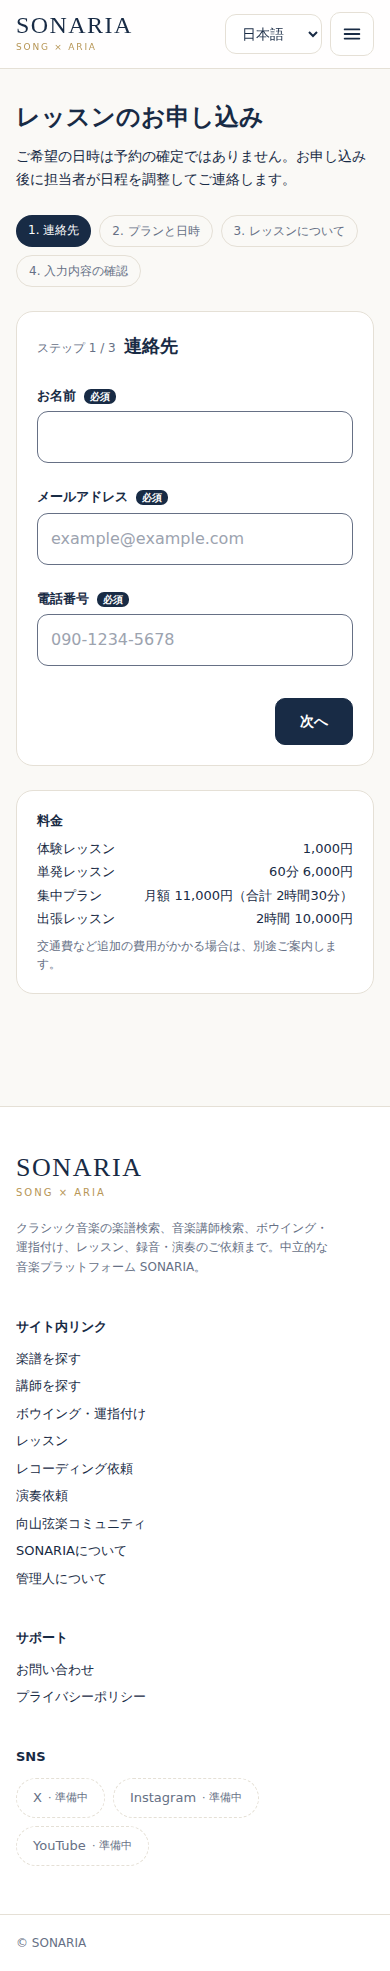 SONARIA
SONG × ARIA
日本語
レッスンのお申し込み
ご希望の日時は予約の確定ではありません。お申し込み
後に担当者が日程を調整してご連絡します。
1. 連絡先
2. プランと日時
3. レッスンについて
4. 入力内容の確認
ステップ 1 / 3 連絡先
お名前 必須
メールアドレス 必須
example@example.com
電話番号 必須
090-1234-5678
次へ
料金
体験レッスン 1,000円
単発レッスン 60分 6,000円
集中プラン 月額 11,000円（合計 2時間30分）
出張レッスン 2時間 10,000円
交通費など追加の費用がかかる場合は、別途ご案内しま
す。
SONARIA
SONG × ARIA
クラシック音楽の楽譜検索、音楽講師検索、ボウイング・
運指付け、レッスン、録音・演奏のご依頼まで。中立的な
音楽プラットフォーム SONARIA。
サイト内リンク
楽譜を探す
講師を探す
ボウイング・運指付け
レッスン
レコーディング依頼
演奏依頼
向山弦楽コミュニティ
SONARIAについて
管理人について
サポート
お問い合わせ
プライバシーポリシー
SNS
X · 準備中
Instagram · 準備中
YouTube · 準備中
© SONARIA